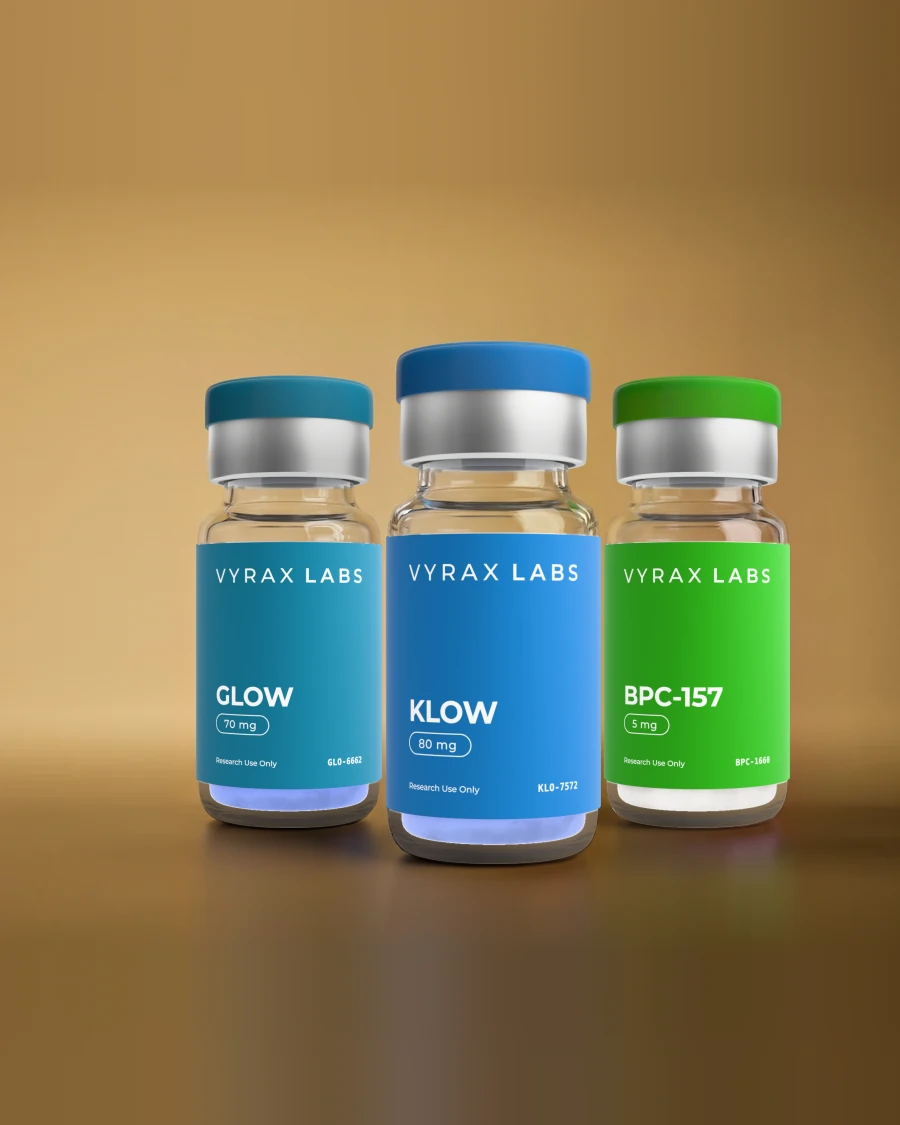 VYRAX LABS
GLOW
70 mg
Research Use Only
GLO-6662
VYRAX LABS
KLOW
80 mg
Research Use Only
KLO-7572
VYRAX LABS
BPC-157
5 mg
Research Use Only
BPC-1660